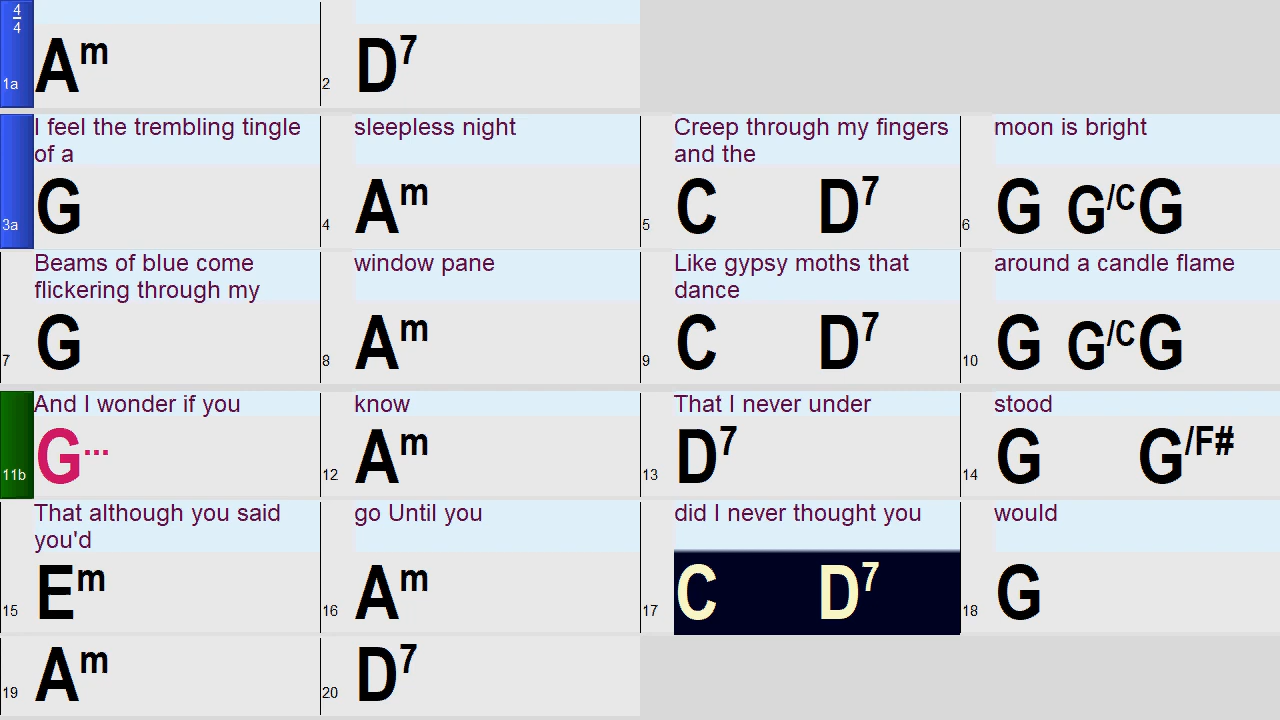 4
4
1a Am 2 D7
I feel the trembling tingle of a sleepless night Creep through my fingers and the moon is bright
3a G 4 Am 5 C D7 6 G G/C G
Beams of blue come flickering through my window pane Like gypsy moths that dance around a candle flame
7 G 8 Am 9 C D7 10 G G/C G
And I wonder if you know That I never under stood
11b G... 12 Am 13 D7 14 G G/F#
That although you said you'd go Until you did I never thought you would
15 Em 16 Am 17 C D7 18 G
19 Am 20 D7